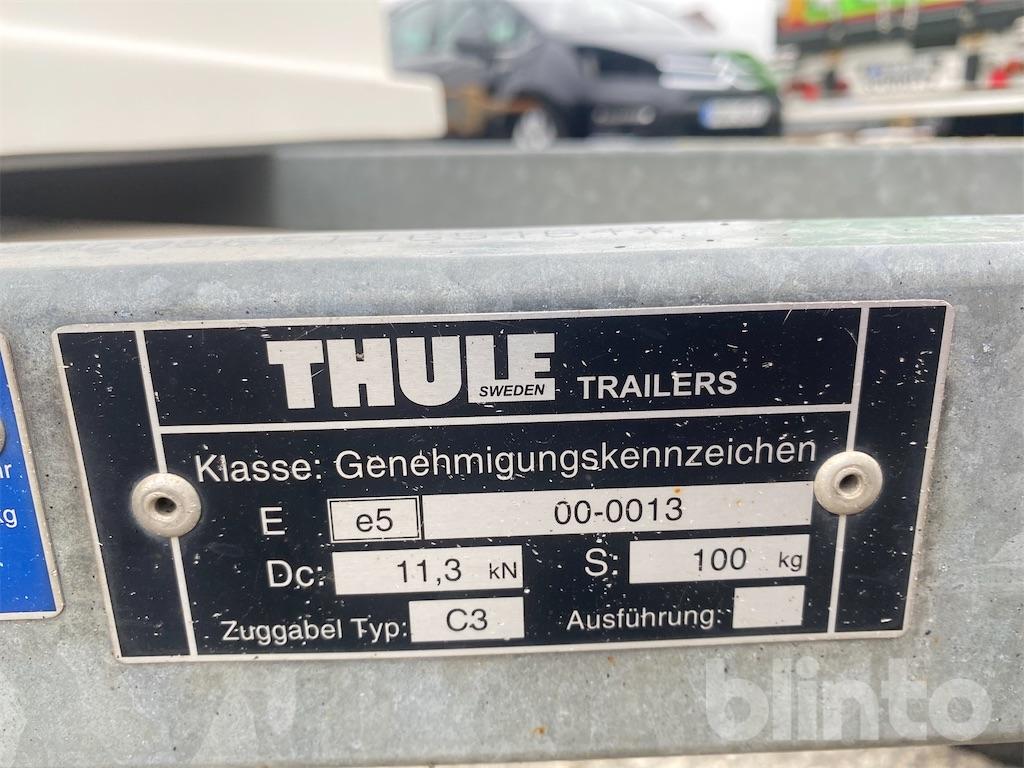 THULE
SWEDEN
TRAILERS
Klasse: Genehmigungskennzeichen
E e5 00-0013
Dc: 11,3 kN S: 100 kg
Zuggabel Typ: C3 Ausführung:
kg
blinto